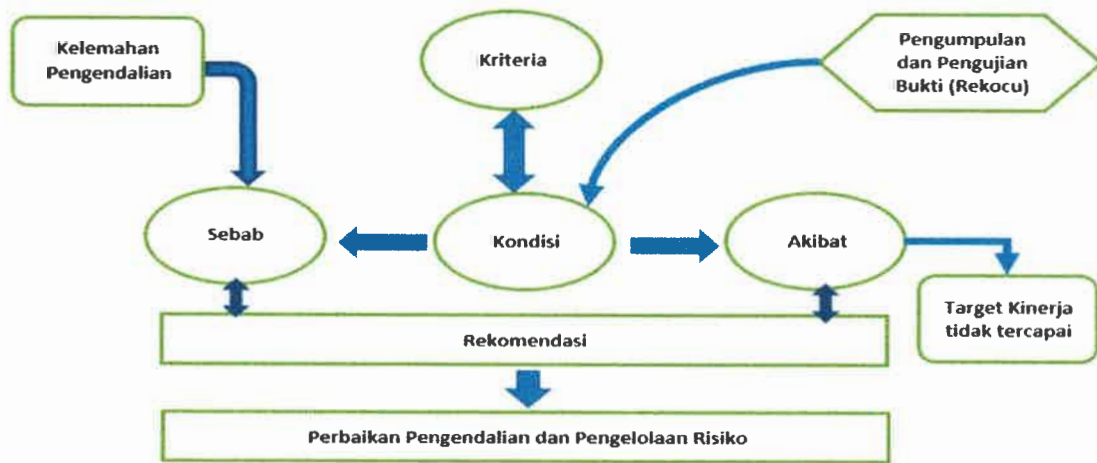 Kelemahan
Pengendalian
Kriteria
Pengumpulan
dan Pengujian
Bukti (Rekocu)
Sebab
Kondisi
Akibat
Target Kinerja
tidak tercapai
Rekomendasi
Perbaikan Pengendalian dan Pengelolaan Risiko